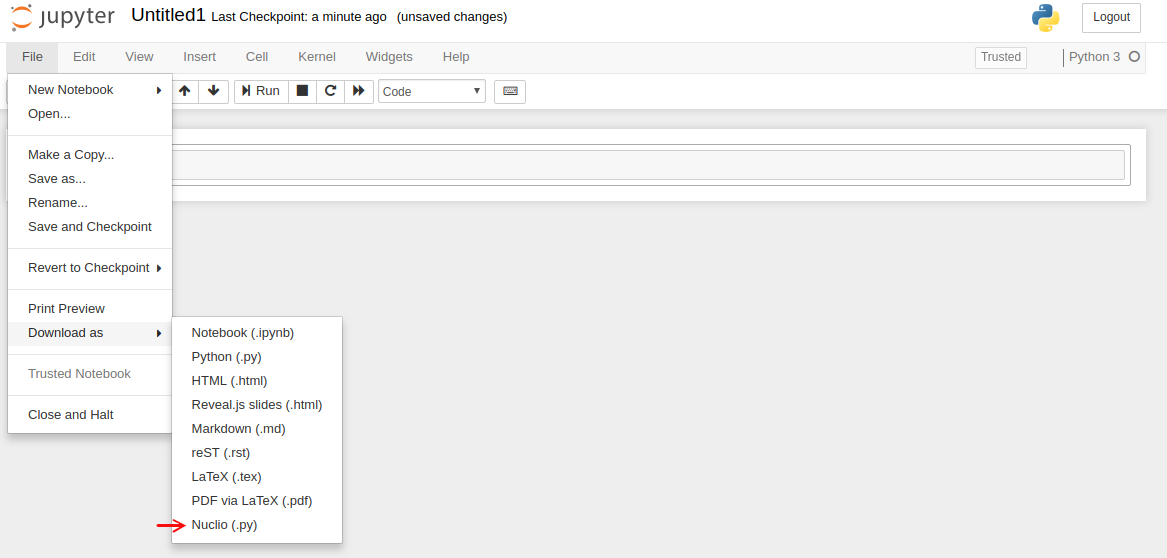 jupyter Untitled1 Last Checkpoint: a minute ago (unsaved changes) Logout
File Edit View Insert Cell Kernel Widgets Help Trusted Python 3
Run Code
New Notebook
Open...
Make a Copy...
Save as...
Rename...
Save and Checkpoint
Revert to Checkpoint
Print Preview
Download as
Trusted Notebook
Close and Halt
Notebook (.ipynb)
Python (.py)
HTML (.html)
Reveal.js slides (.html)
Markdown (.md)
reST (.rst)
LaTeX (.tex)
PDF via LaTeX (.pdf)
Nuclio (.py)